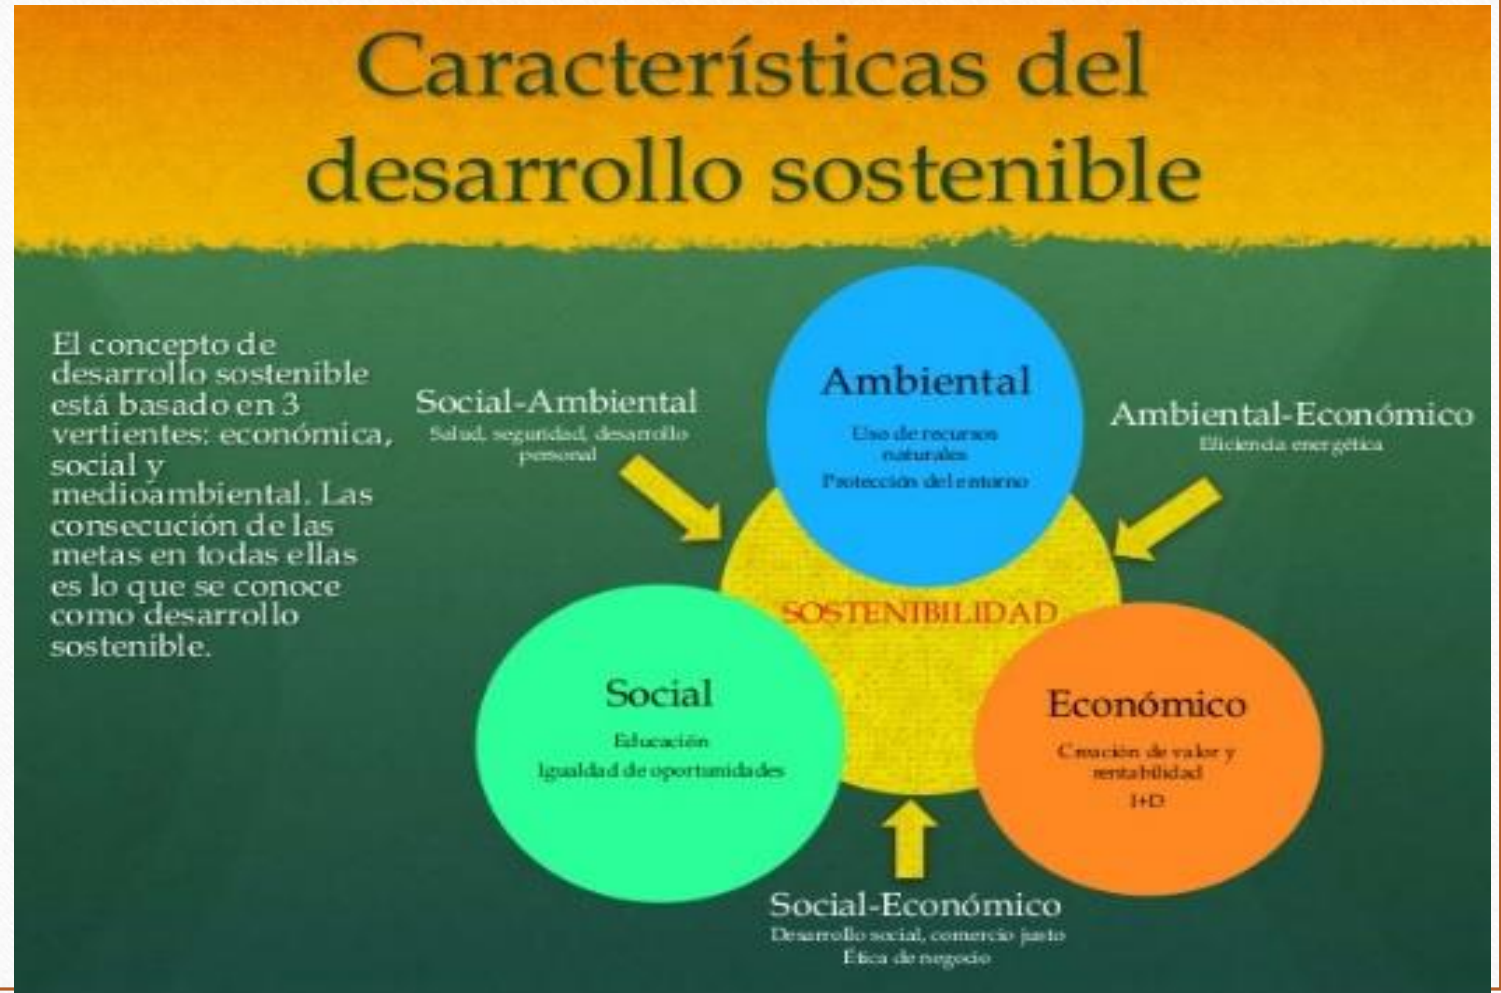 Características del
desarrollo sostenible
El concepto de
desarrollo sostenible
está basado en 3
vertientes: económica,
social y
medioambiental. Las
consecución de las
metas en todas ellas
es lo que se conoce
como desarrollo
sostenible.
Social-Ambiental
Salud, seguridad, desarrollo
personal
Ambiental
Uso de recursos
naturales
Protección del entorno
Ambiental-Económico
Eficiencia energética
SOSTENIBILIDAD
Social
Educación
Igualdad de oportunidades
Económico
Creación de valor y
rentabilidad
I+D
Social-Económico
Desarrollo social, comercio justo
Ética de negocio